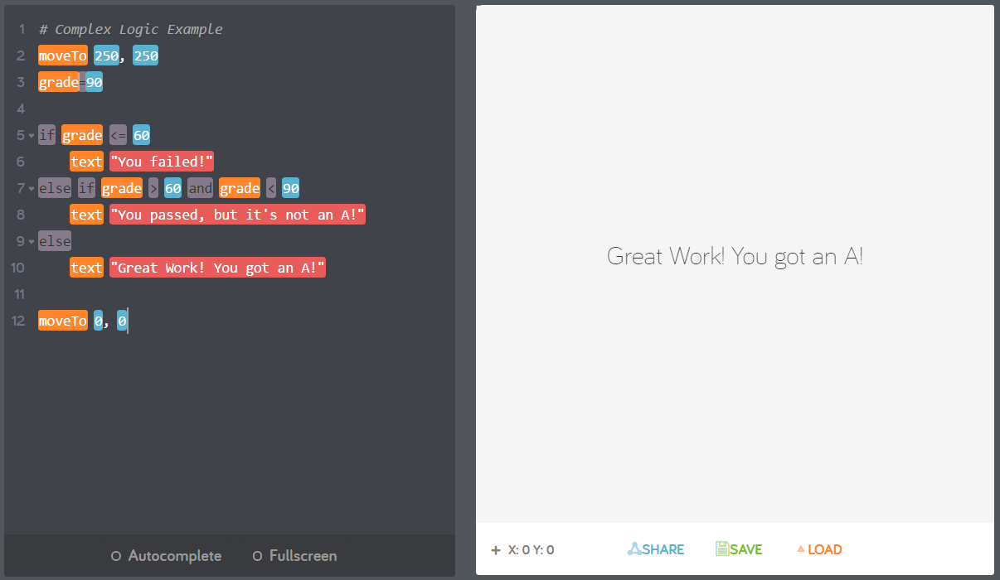 1 # Complex Logic Example
2 moveTo 250, 250
3 grade=90
4
5 if grade <= 60
6 text "You failed!"
7 else if grade > 60 and grade < 90
8 text "You passed, but it's not an A!"
9 else
10 text "Great Work! You got an A!"
11
12 moveTo 0, 0
Autocomplete Fullscreen
Great Work! You got an A!
+ X: 0 Y: 0 SHARE SAVE LOAD